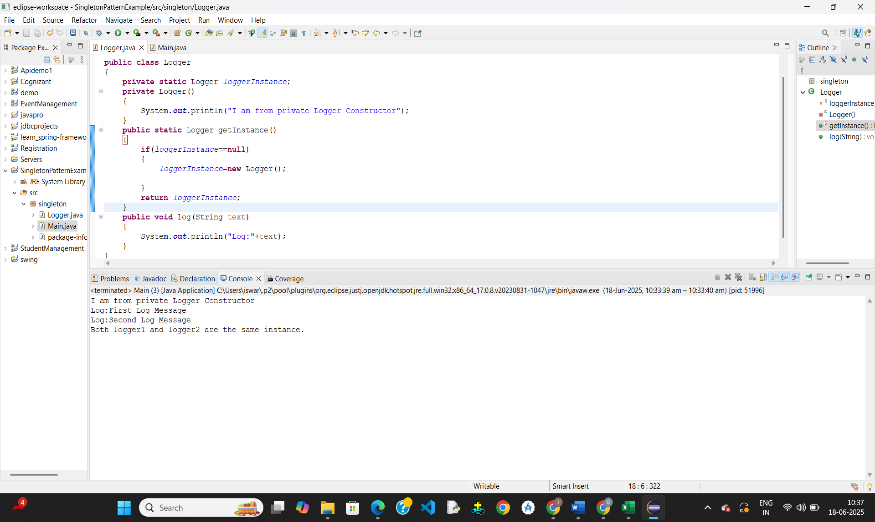 eclipse-workspace - SingletonPatternExample/src/singleton/Logger.java - Eclipse IDE
File Edit Source Refactor Navigate Search Project Run Window Help
Package Ex...
Apidemo1
Cognizant
demo
EventManagement
javapro
jdbcprojects
learn_spring-framewo
Registration
Servers
SingletonPatternExam
JRE System Library
src
singleton
Logger.java
Main.java
package-info
StudentManagement
swing
Logger.java Main.java
public class Logger
{
private static Logger loggerInstance;
private Logger()
{
System.out.println("I am from private Logger Constructor");
}
public static Logger getInstance()
{
if(loggerInstance==null)
{
loggerInstance=new Logger();
}
return loggerInstance;
}
public void log(String text)
{
System.out.println("Log:"+text);
}
}
Outline
singleton
Logger
loggerInstance
Logger()
getInstance() :
log(String) : vo
Problems Javadoc Declaration Console Coverage
<terminated> Main (3) [Java Application] C:\Users\iswar\.p2\pool\plugins\org.eclipse.justj.openjdk.hotspot.jre.full.win32.x86_64_17.0.8.v20230831-1047\jre\bin\javaw.exe (18-Jun-2025, 10:33:39 am – 10:33:40 am) [pid: 51996]
I am from private Logger Constructor
Log:First Log Message
Log:Second Log Message
Both logger1 and logger2 are the same instance.
Writable Smart Insert 18 : 6 : 322
4
Search
ENG
IN
10:37
18-06-2025